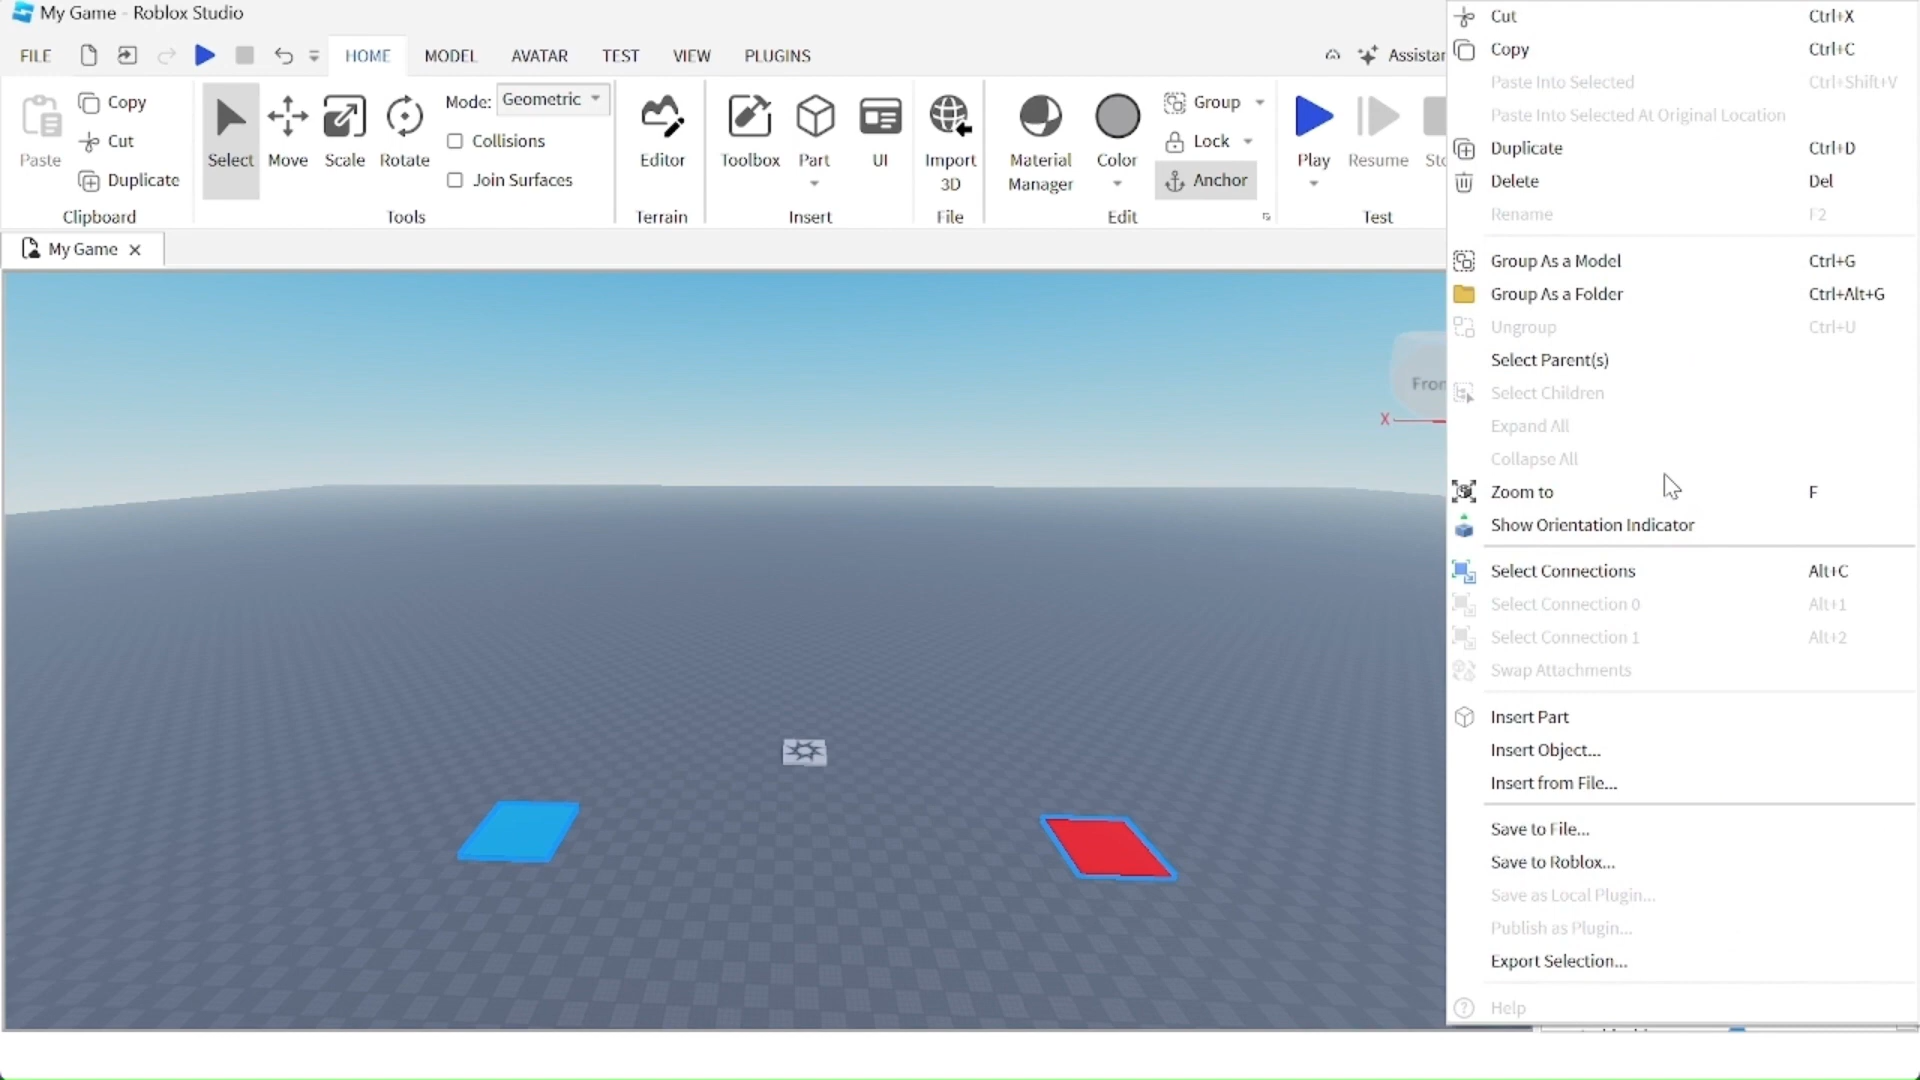 My Game - Roblox Studio
FILE HOME MODEL AVATAR TEST VIEW PLUGINS
Copy
Cut
Duplicate
Paste
Clipboard
Select Move Scale Rotate
Mode: Geometric
Collisions
Join Surfaces
Tools
Editor
Terrain
Toolbox Part UI
Insert
Import
3D
File
Material
Manager
Color
Group
Lock
Anchor
Edit
Play Resume
Test
My Game
X
Cut Ctrl+X
Copy Ctrl+C
Paste Into Selected Ctrl+Shift+V
Paste Into Selected At Original Location
Duplicate Ctrl+D
Delete Del
Rename F2
Group As a Model Ctrl+G
Group As a Folder Ctrl+Alt+G
Ungroup Ctrl+U
Select Parent(s)
Select Children
Expand All
Collapse All
Zoom to F
Show Orientation Indicator
Select Connections Alt+C
Select Connection 0 Alt+1
Select Connection 1 Alt+2
Swap Attachments
Insert Part
Insert Object...
Insert from File...
Save to File...
Save to Roblox...
Save as Local Plugin...
Publish as Plugin...
Export Selection...
Help